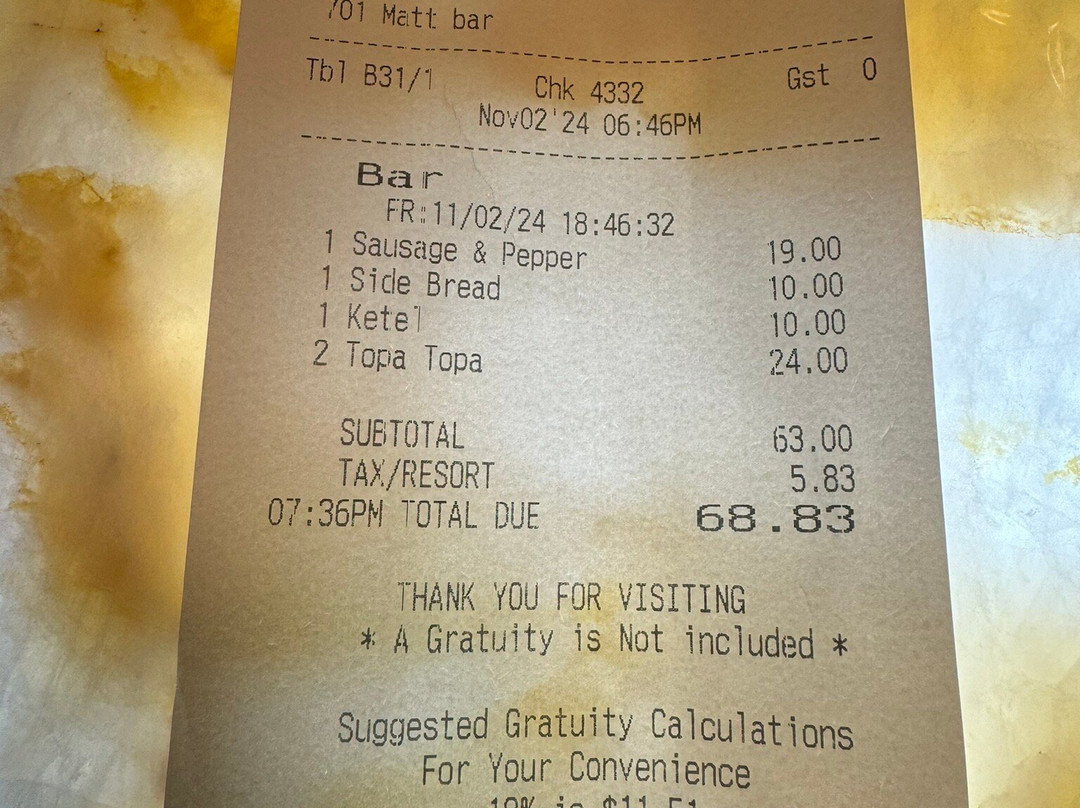 701 Matt bar
Tbl B31/1 Chk 4332 Gst 0
Nov02'24 06:46PM
Bar
FR:11/02/24 18:46:32
1 Sausage & Pepper 19.00
1 Side Bread 10.00
1 Ketel 10.00
2 Topa Topa 24.00
SUBTOTAL 63.00
TAX/RESORT 5.83
07:36PM TOTAL DUE 68.83
THANK YOU FOR VISITING
* A Gratuity is Not included *
Suggested Gratuity Calculations
For Your Convenience
is